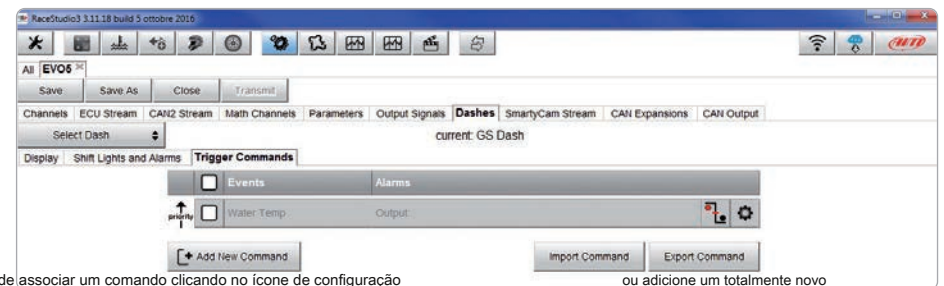 RaceStudio3 3.11.18 build 5 ottobre 2016
AiM
All EVO5
Save Save As Close Transmit
Channels ECU Stream CAN2 Stream Math Channels Parameters Output Signals Dashes SmartyCam Stream CAN Expansions CAN Output
Select Dash current: GS Dash
Display Shift Lights and Alarms Trigger Commands
Events Alarms
priority Water Temp Output:
Add New Command Import Command Export Command
de associar um comando clicando no ícone de configuração ou adicione um totalmente novo